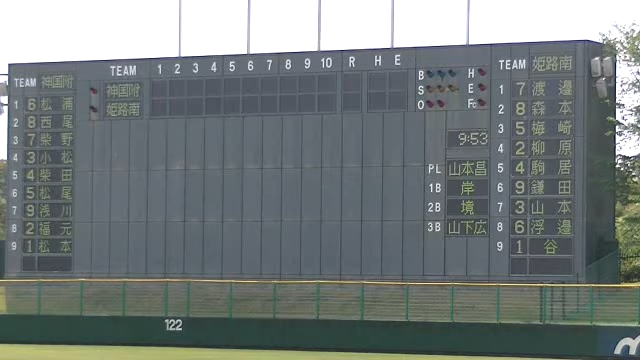 TEAM 神国附
1 6 松浦
2 8 西尾
3 7 柴野
4 3 小松
5 4 柴田
6 5 松尾
7 9 浅川
8 2 福元
9 1 松本
TEAM 1 2 3 4 5 6 7 8 9 10 R H E
神国附
姫路南
B H
S E
O Fc
9:53
PL 山本昌
1B 岸
2B 境
3B 山下広
TEAM 姫路南
1 7 渡邊
2 8 森本
3 5 梅崎
4 2 柳原
5 4 駒居
6 9 鎌田
7 3 山本
8 6 浮邊
9 1 谷
122